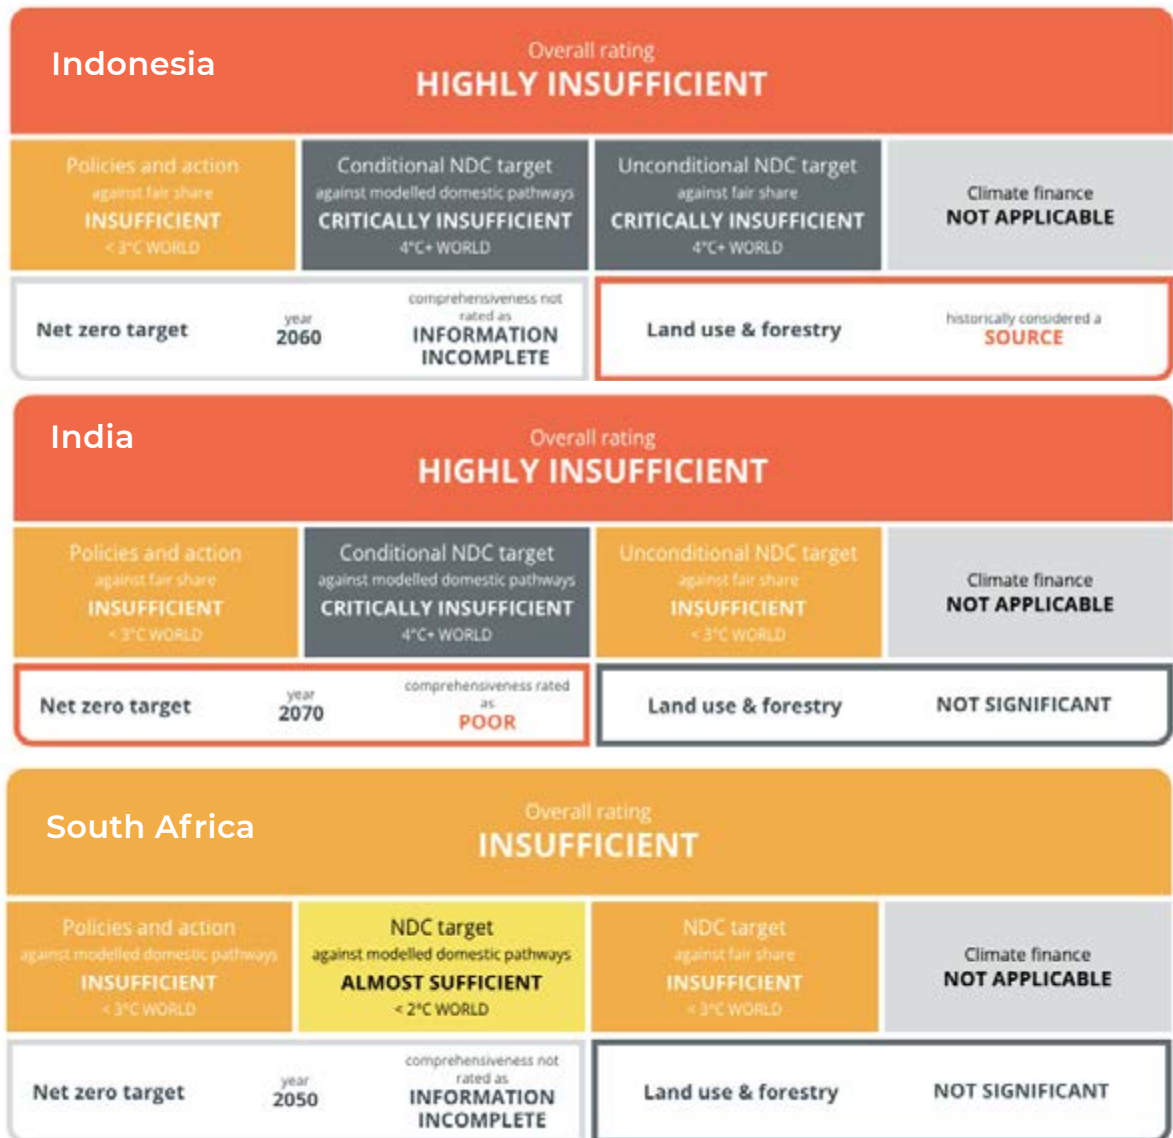 Indonesia
Overall rating
HIGHLY INSUFFICIENT
Policies and action
against fair share
INSUFFICIENT
< 3°C WORLD
Conditional NDC target
against modelled domestic pathways
CRITICALLY INSUFFICIENT
4°C+ WORLD
Unconditional NDC target
against fair share
CRITICALLY INSUFFICIENT
4°C+ WORLD
Climate finance
NOT APPLICABLE
Net zero target
year
2060
comprehensiveness not
rated as
INFORMATION
INCOMPLETE
Land use & forestry
historically considered a
SOURCE
India
Overall rating
HIGHLY INSUFFICIENT
Policies and action
against fair share
INSUFFICIENT
< 3°C WORLD
Conditional NDC target
against modelled domestic pathways
CRITICALLY INSUFFICIENT
4°C+ WORLD
Unconditional NDC target
against fair share
INSUFFICIENT
< 3°C WORLD
Climate finance
NOT APPLICABLE
Net zero target
year
2070
comprehensiveness rated
as
POOR
Land use & forestry
NOT SIGNIFICANT
South Africa
Overall rating
INSUFFICIENT
Policies and action
against modelled domestic pathways
INSUFFICIENT
< 3°C WORLD
NDC target
against modelled domestic pathways
ALMOST SUFFICIENT
< 2°C WORLD
NDC target
against fair share
INSUFFICIENT
< 3°C WORLD
Climate finance
NOT APPLICABLE
Net zero target
year
2050
comprehensiveness not
rated as
INFORMATION
INCOMPLETE
Land use & forestry
NOT SIGNIFICANT